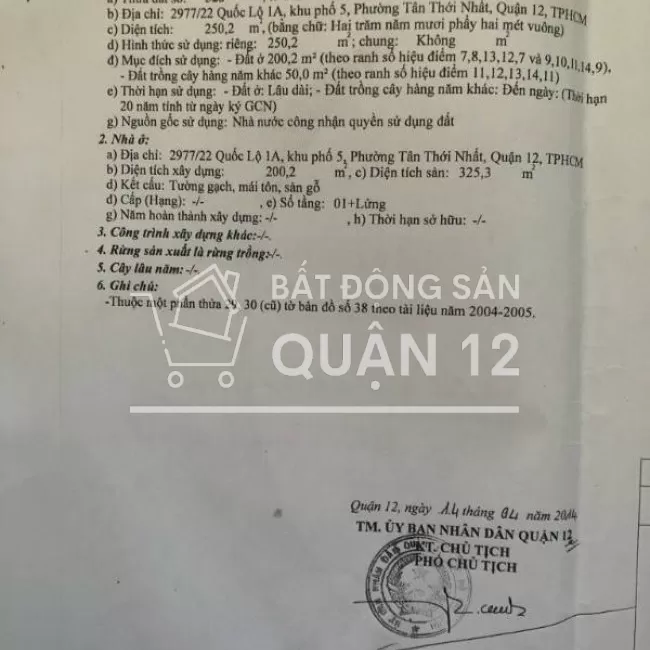 b) Địa chỉ: 2977/22 Quốc Lộ 1A, khu phố 5, Phường Tân Thới Nhất, Quận 12, TPHCM
c) Diện tích: 250,2 m², (bằng chữ: Hai trăm năm mươi phẩy hai mét vuông)
d) Hình thức sử dụng: riêng: 250,2 m²; chung: Không m²
đ) Mục đích sử dụng: - Đất ở 200,2 m² (theo ranh số hiệu điểm 7,8,13,12,7 và 9,10,11,14,9),
- Đất trồng cây hàng năm khác 50,0 m² (theo ranh số hiệu điểm 11,12,13,14,11)
e) Thời hạn sử dụng: - Đất ở: Lâu dài; - Đất trồng cây hàng năm khác: Đến ngày: (Thời hạn
20 năm tính từ ngày ký GCN)
g) Nguồn gốc sử dụng: Nhà nước công nhận quyền sử dụng đất
2. Nhà ở:
a) Địa chỉ: 2977/22 Quốc Lộ 1A, khu phố 5, Phường Tân Thới Nhất, Quận 12, TPHCM
b) Diện tích xây dựng: 200,2 m², c) Diện tích sàn: 325,3 m²
d) Kết cấu: Tường gạch, mái tôn, sàn gỗ
đ) Cấp (Hạng): -/- , e) Số tầng: 01+Lửng
g) Năm hoàn thành xây dựng: -/- , h) Thời hạn sở hữu: -/-
3. Công trình xây dựng khác:-/-
4. Rừng sản xuất là rừng trồng:-/-
5. Cây lâu năm: -/-
6. Ghi chú:
-Thuộc một phần thửa 30 (cũ) tờ bản đồ số 38 theo tài liệu năm 2004-2005.
BẤT ĐỘNG SẢN
QUẬN 12
Quận 12, ngày 14 tháng 04 năm 2014
TM. ỦY BAN NHÂN DÂN QUẬN 12
KT. CHỦ TỊCH
PHÓ CHỦ TỊCH